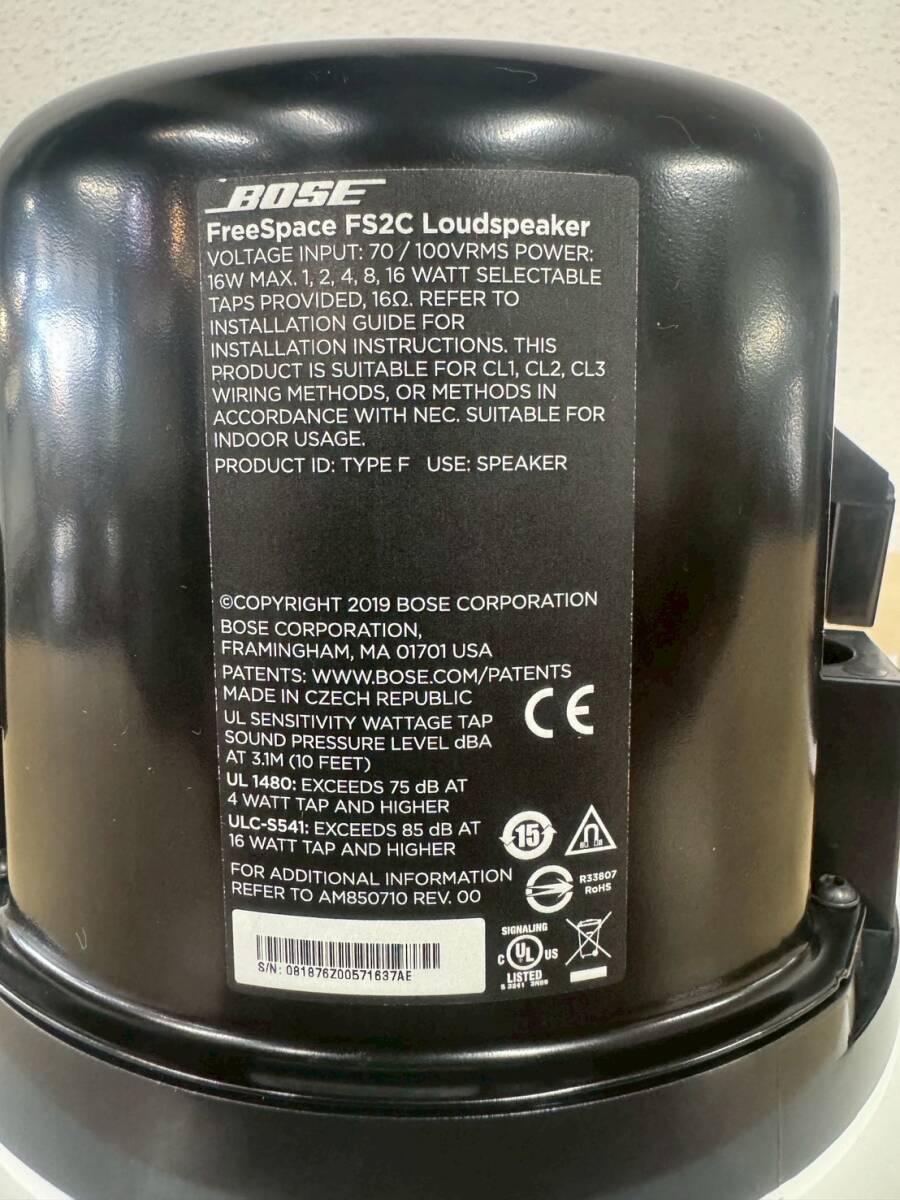 BOSE
FreeSpace FS2C Loudspeaker
VOLTAGE INPUT: 70 / 100VRMS POWER:
16W MAX. 1, 2, 4, 8, 16 WATT SELECTABLE
TAPS PROVIDED, 16Ω. REFER TO
INSTALLATION GUIDE FOR
INSTALLATION INSTRUCTIONS. THIS
PRODUCT IS SUITABLE FOR CL1, CL2, CL3
WIRING METHODS, OR METHODS IN
ACCORDANCE WITH NEC. SUITABLE FOR
INDOOR USAGE.
PRODUCT ID: TYPE F USE: SPEAKER
©COPYRIGHT 2019 BOSE CORPORATION
BOSE CORPORATION,
FRAMINGHAM, MA 01701 USA
PATENTS: WWW.BOSE.COM/PATENTS
MADE IN CZECH REPUBLIC
CE
UL SENSITIVITY WATTAGE TAP
SOUND PRESSURE LEVEL dBA
AT 3.1M (10 FEET)
UL 1480: EXCEEDS 75 dB AT
4 WATT TAP AND HIGHER
ULC-S541: EXCEEDS 85 dB AT
16 WATT TAP AND HIGHER
15
FOR ADDITIONAL INFORMATION
REFER TO AM850710 REV. 00
R33807
RoHS
SIGNALING
C UL US
LISTED
S/N: 081876Z00571637AE